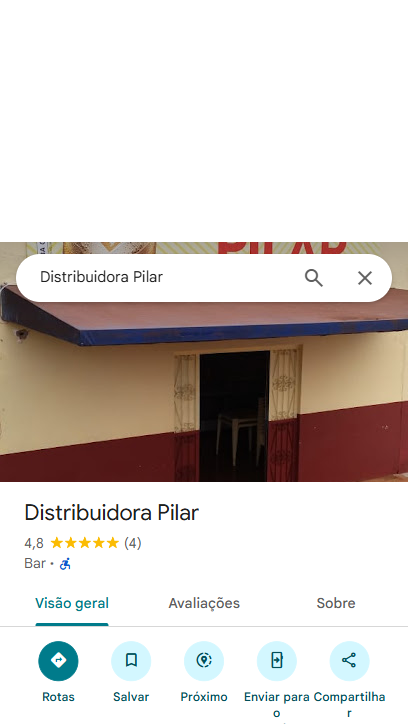 PILAR
Distribuidora Pilar
Distribuidora Pilar
4,8 (4)
Bar ·
Visão geral Avaliações Sobre
Rotas Salvar Próximo Enviar para o Compartilhar